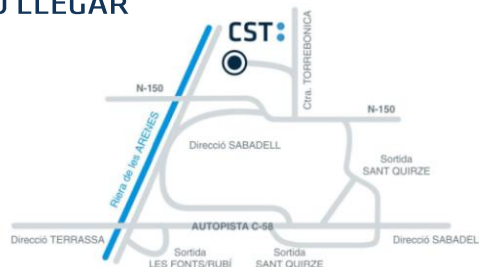 LLEGAR
CST:
Ctra. TORREBONICA
N-150
N-150
Riera de les ARENES
Direcció SABADELL
Sortida
SANT QUIRZE
AUTOPISTA C-58
Direcció TERRASSA
Direcció SABADEL
Sortida
LES FONTS/RUBÍ
Sortida
SANT QUIRZE